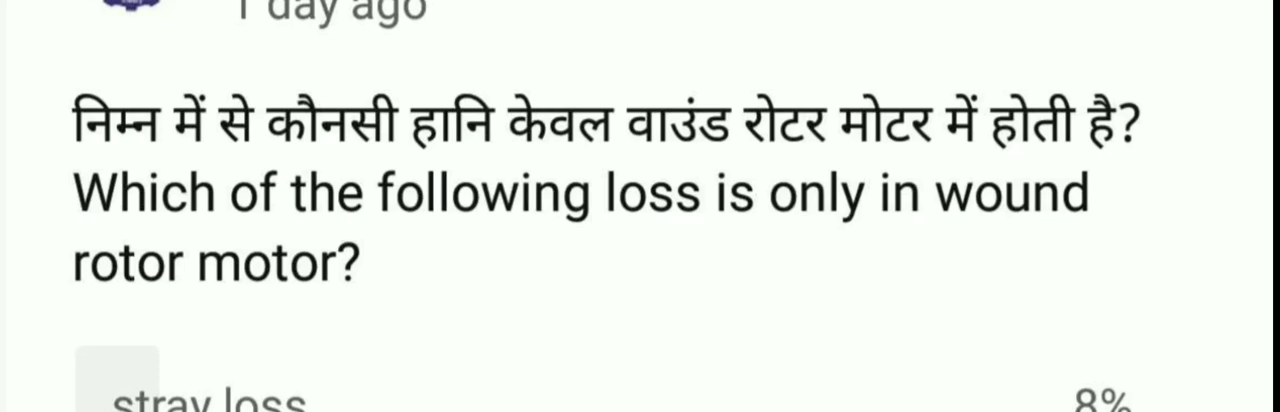 1 day ago
निम्न में से कौनसी हानि केवल वाउंड रोटर मोटर में होती है?
Which of the following loss is only in wound
rotor motor?
stray loss 8%